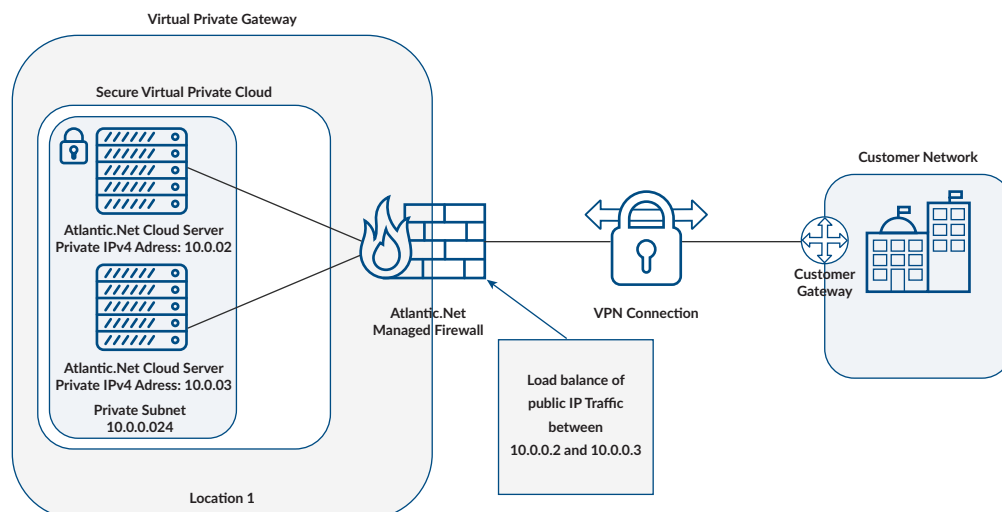 Virtual Private Gateway
Secure Virtual Private Cloud
Atlantic.Net Cloud Server
Private IPv4 Adress: 10.0.02
Atlantic.Net Cloud Server
Private IPv4 Adress: 10.0.03
Private Subnet
10.0.0.024
Location 1
Atlantic.Net
Managed Firewall
Load balance of
public IP Traffic
between
10.0.0.2 and 10.0.0.3
VPN Connection
Customer Network
Customer
Gateway